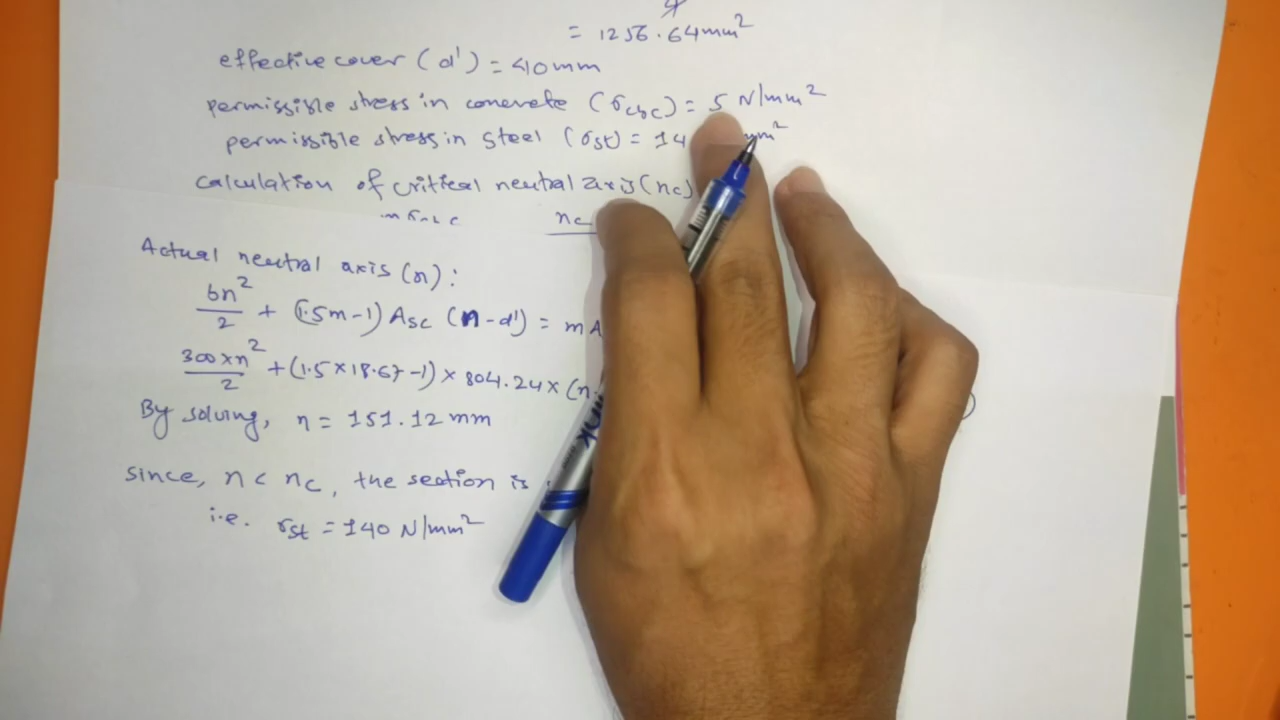 = 1256.64mm²
effective cover (d') = 40mm
permissible stress in concrete (σcbc) = 5 N/mm²
permissible stress in steel (σst) = 14 mm²
calculation of critical neutral axis (nc)
nc
Actual neutral axis (n):
bn²/2 + (1.5m-1) Asc (n-d') = mA
300×n²/2 + (1.5×18.67-1) × 804.24 × (n-
By solving, n = 151.12 mm
since, n < nc, the section is
i.e. σst = 140 N/mm²